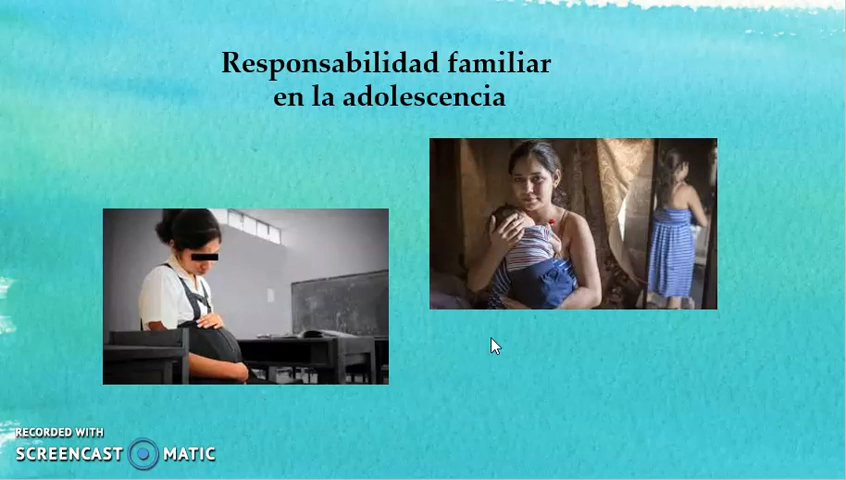 Responsabilidad familiar
en la adolescencia
RECORDED WITH
SCREENCAST MATIC